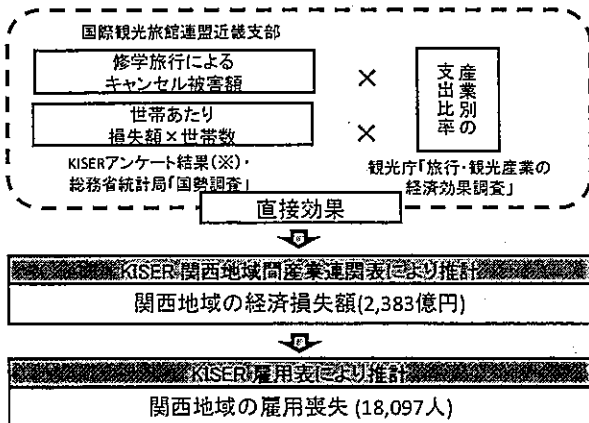 国際観光旅館連盟近畿支部
修学旅行による
キャンセル被害額
×
産業別の
支出比率
世帯あたり
損失額×世帯数
×
KISERアンケート結果(※)・
総務省統計局「国勢調査」
観光庁「旅行・観光産業の
経済効果調査」
直接効果
KISER関西地域間産業連関表により推計
関西地域の経済損失額(2,383億円)
KISER雇用表により推計
関西地域の雇用喪失 (18,097人)